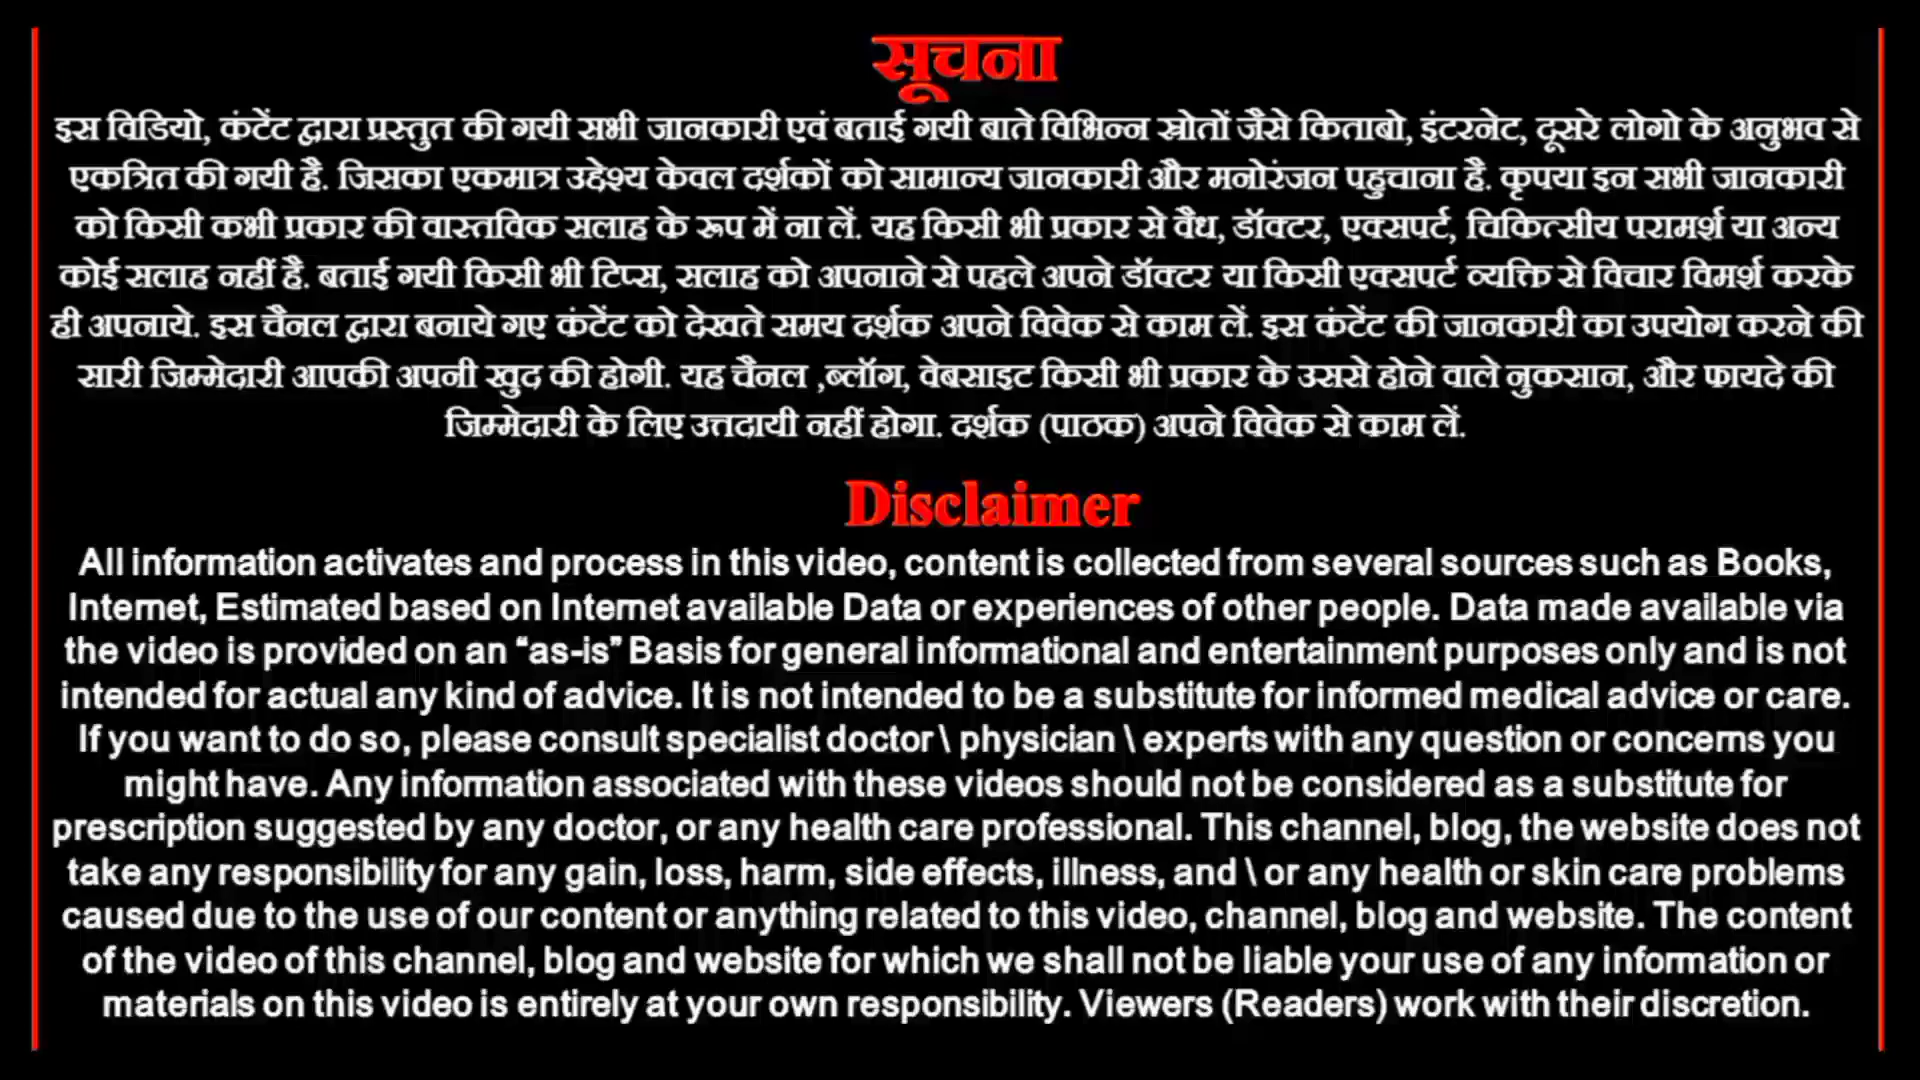 सूचना
इस विडियो, कंटेंट द्वारा प्रस्तुत की गयी सभी जानकारी एवं बताई गयी बाते विभिन्न स्रोतों जैसे किताबो, इंटरनेट, दूसरे लोगो के अनुभव से
एकत्रित की गयी है. जिसका एकमात्र उद्देश्य केवल दर्शकों को सामान्य जानकारी और मनोरंजन पहुचाना है. कृपया इन सभी जानकारी
को किसी कभी प्रकार की वास्तविक सलाह के रूप में ना लें. यह किसी भी प्रकार से वैध, डॉक्टर, एक्सपर्ट, चिकित्सीय परामर्श या अन्य
कोई सलाह नहीं है. बताई गयी किसी भी टिप्स, सलाह को अपनाने से पहले अपने डॉक्टर या किसी एक्सपर्ट व्यक्ति से विचार विमर्श करके
ही अपनाये. इस चैनल द्वारा बनाये गए कंटेंट को देखते समय दर्शक अपने विवेक से काम लें. इस कंटेंट की जानकारी का उपयोग करने की
सारी जिम्मेदारी आपकी अपनी खुद की होगी. यह चैनल ,ब्लॉग, वेबसाइट किसी भी प्रकार के उससे होने वाले नुकसान, और फायदे की
जिम्मेदारी के लिए उत्तदायी नहीं होगा. दर्शक (पाठक) अपने विवेक से काम लें.
Disclaimer
All information activates and process in this video, content is collected from several sources such as Books,
Internet, Estimated based on Internet available Data or experiences of other people. Data made available via
the video is provided on an “as-is” Basis for general informational and entertainment purposes only and is not
intended for actual any kind of advice. It is not intended to be a substitute for informed medical advice or care.
If you want to do so, please consult specialist doctor \ physician \ experts with any question or concerns you
might have. Any information associated with these videos should not be considered as a substitute for
prescription suggested by any doctor, or any health care professional. This channel, blog, the website does not
take any responsibility for any gain, loss, harm, side effects, illness, and \ or any health or skin care problems
caused due to the use of our content or anything related to this video, channel, blog and website. The content
of the video of this channel, blog and website for which we shall not be liable your use of any information or
materials on this video is entirely at your own responsibility. Viewers (Readers) work with their discretion.